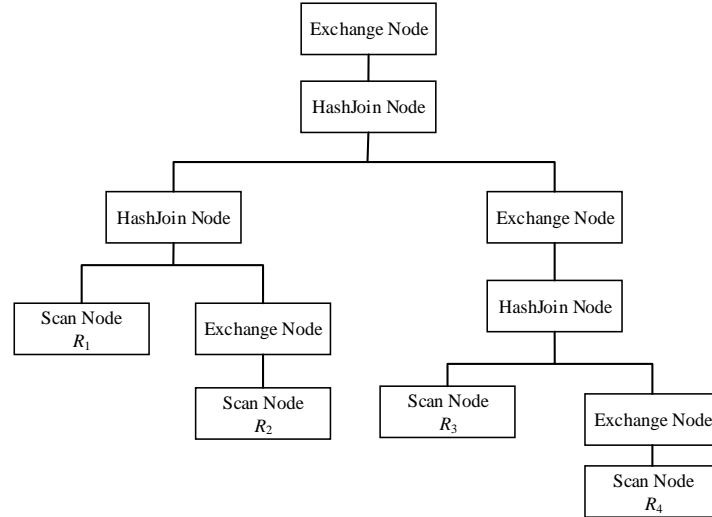 Exchange Node
HashJoin Node
HashJoin Node
Exchange Node
Scan Node
R1
Exchange Node
HashJoin Node
Scan Node
R2
Scan Node
R3
Exchange Node
Scan Node
R4